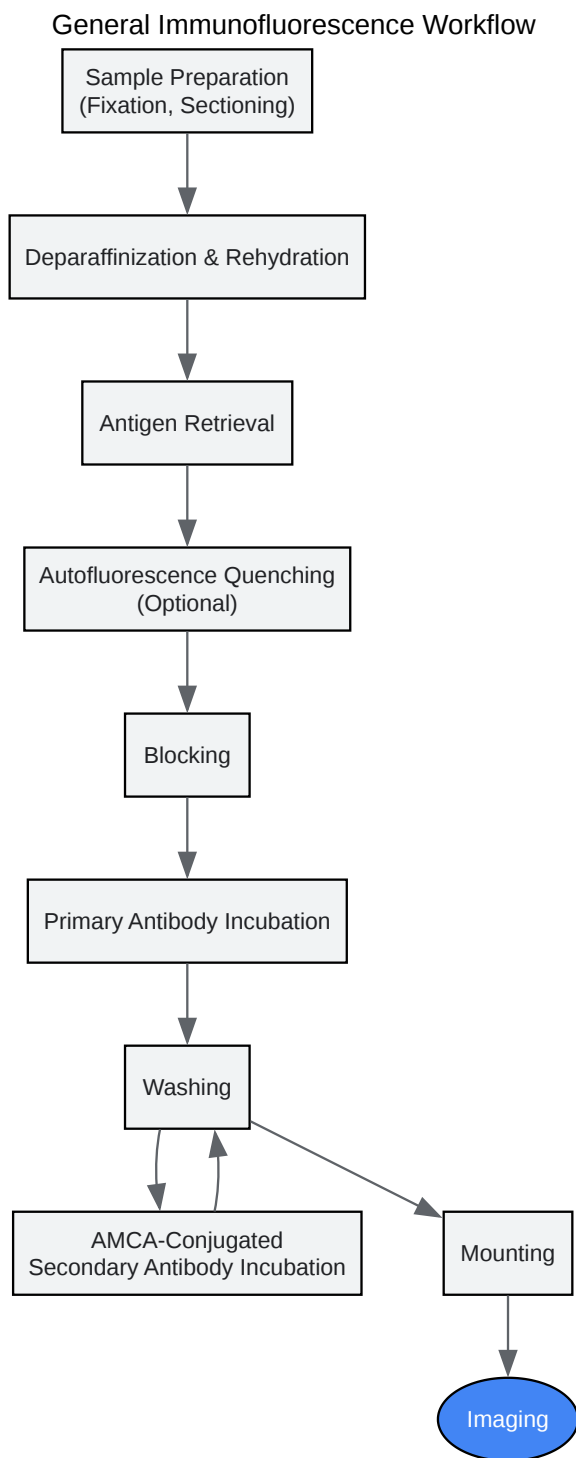 General Immunofluorescence Workflow
Sample Preparation
(Fixation, Sectioning)
Deparaffinization & Rehydration
Antigen Retrieval
Autofluorescence Quenching
(Optional)
Blocking
Primary Antibody Incubation
Washing
AMCA-Conjugated
Secondary Antibody Incubation
Mounting
Imaging